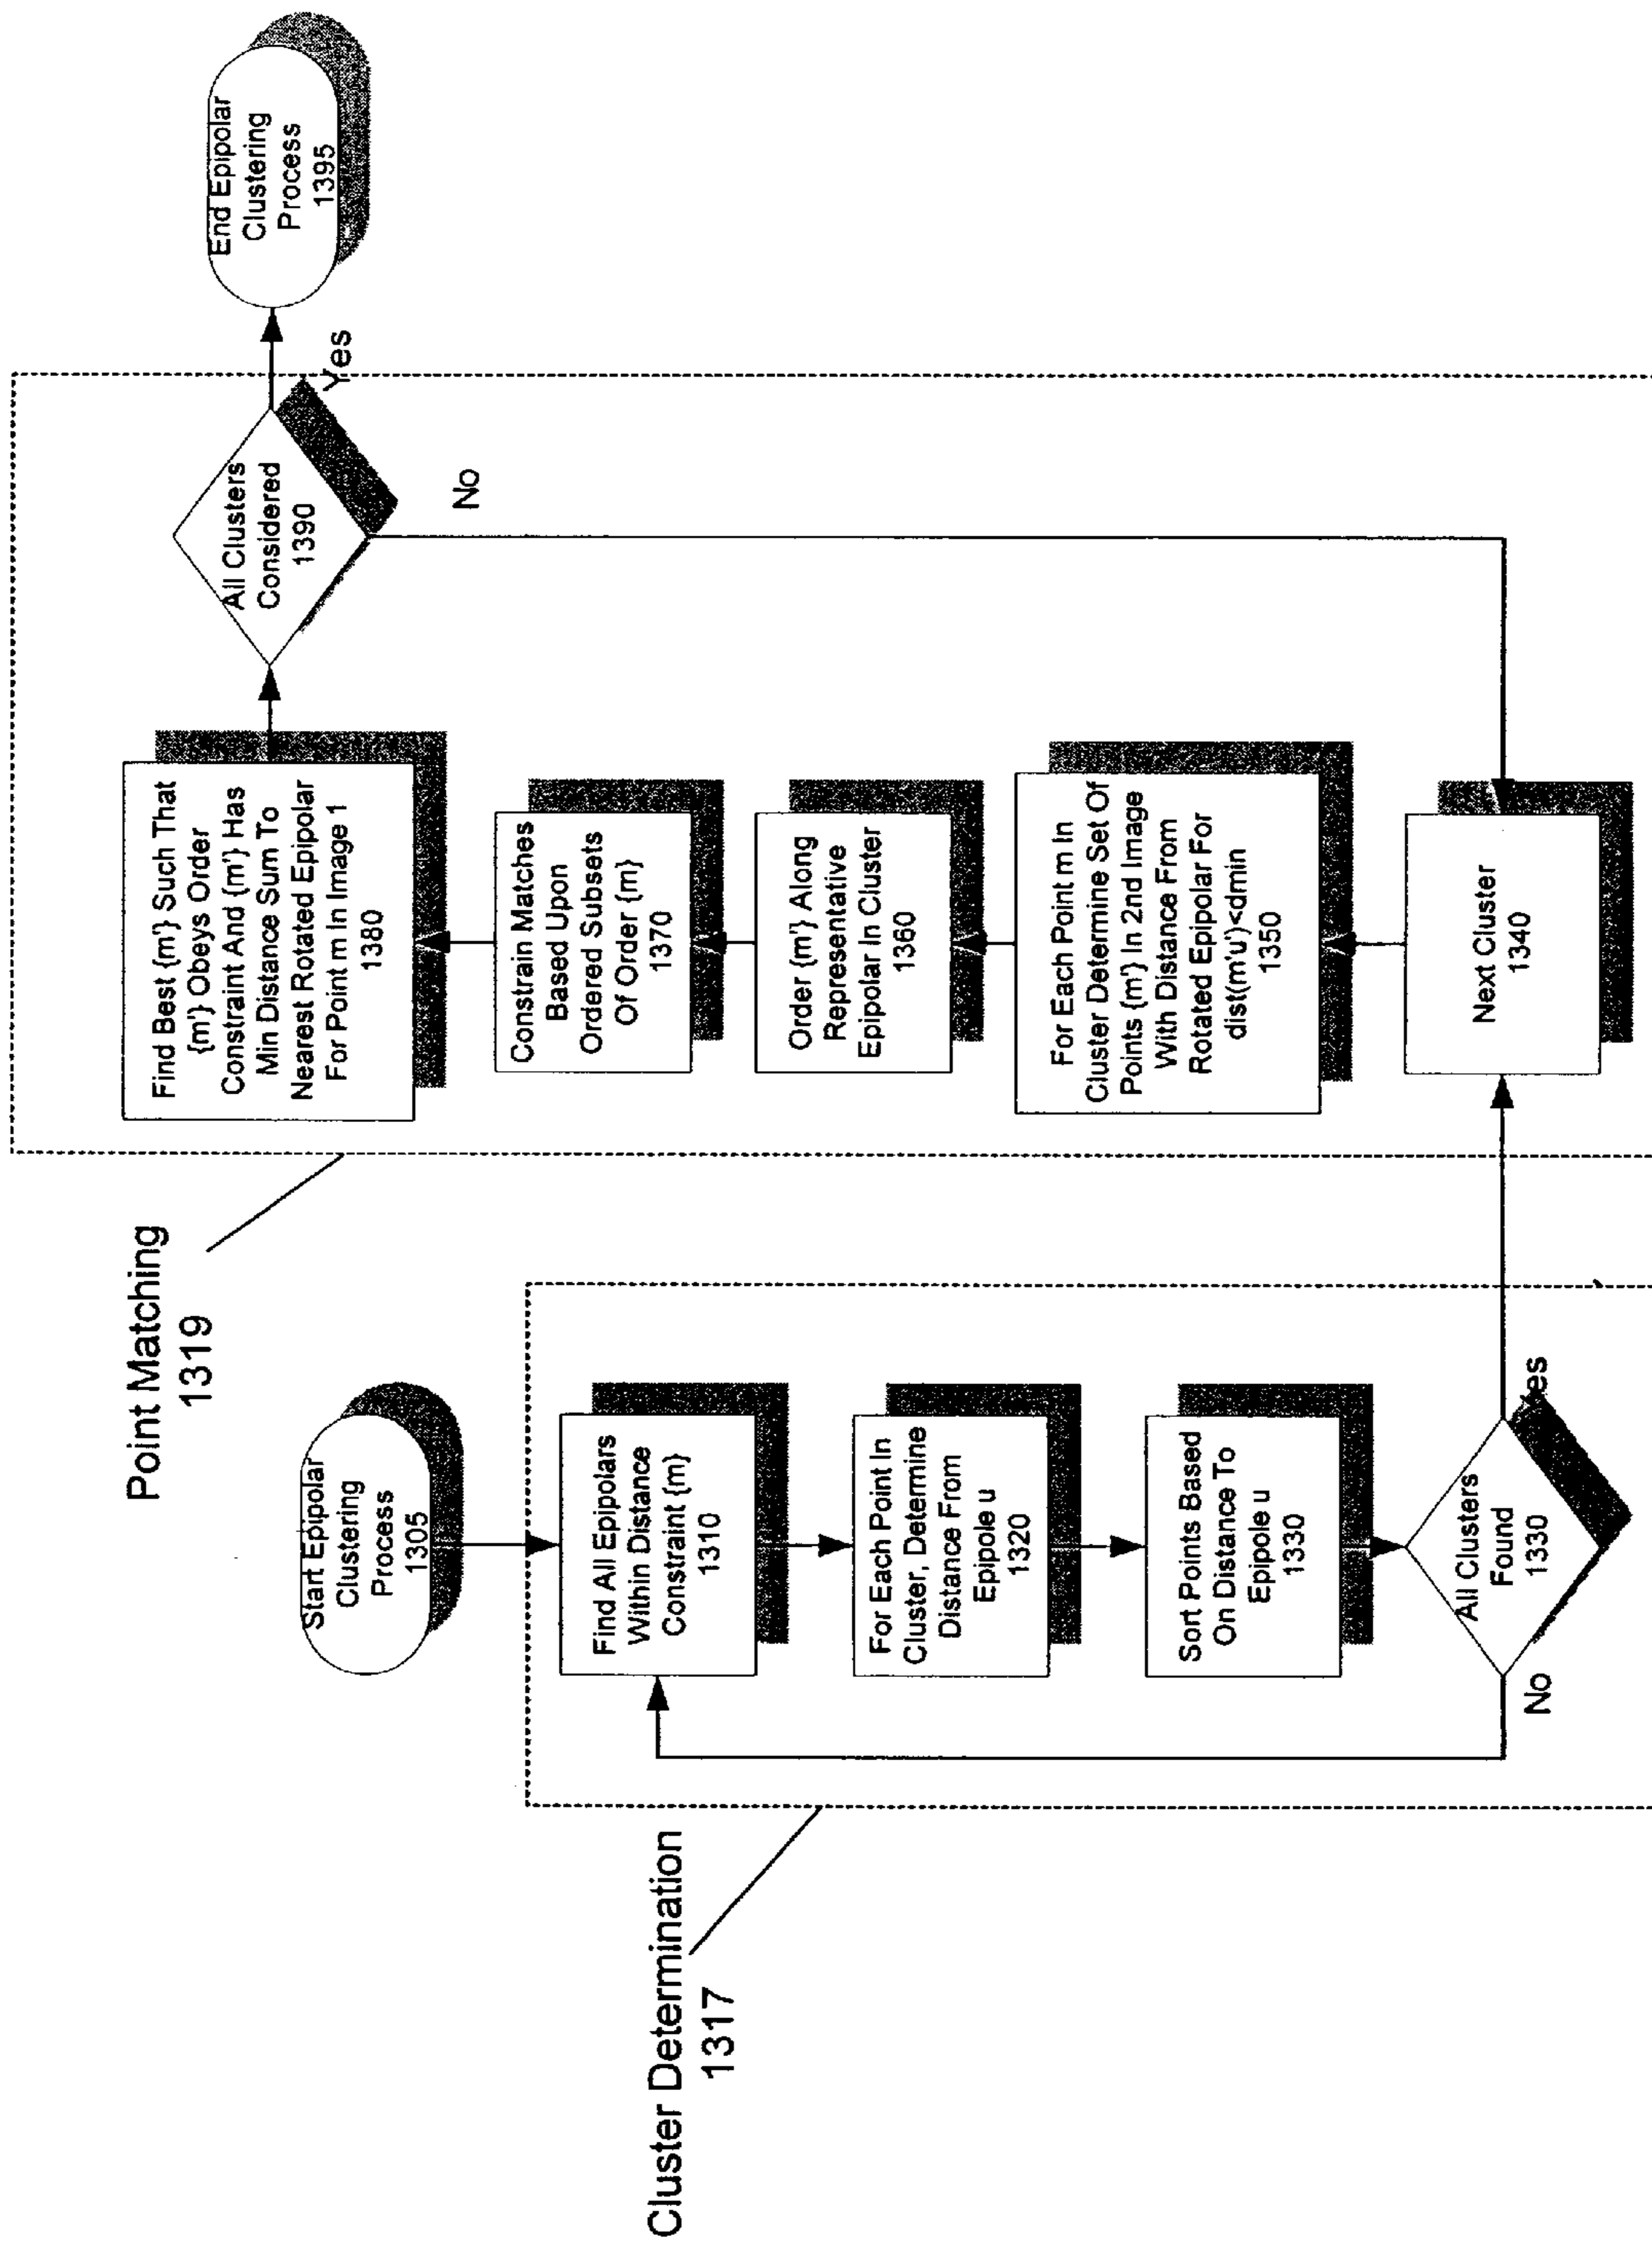 Start Epipolar
Clustering
Process
1305
Cluster Determination
1317
Find All Epipolars
Within Distance
Constraint {m}
1310
For Each Point In
Cluster, Determine
Distance From
Epipole u
1320
Sort Points Based
On Distance To
Epipole u
1330
All Clusters
Found
1330
No
Yes
Point Matching
1319
Next Cluster
1340
For Each Point m In
Cluster Determine Set Of
Points {m'} In 2nd Image
With Distance From
Rotated Epipolar For
dist(m'u')<dmin
1350
Order {m'} Along
Representative
Epipolar In Cluster
1360
Constrain Matches
Based Upon
Ordered Subsets
Of Order {m}
1370
Find Best {m'} Such That
{m'} Obeys Order
Constraint And {m'} Has
Min Distance Sum To
Nearest Rotated Epipolar
For Point m In Image 1
1380
All Clusters
Considered
1390
No
Yes
End Epipolar
Clustering
Process
1395